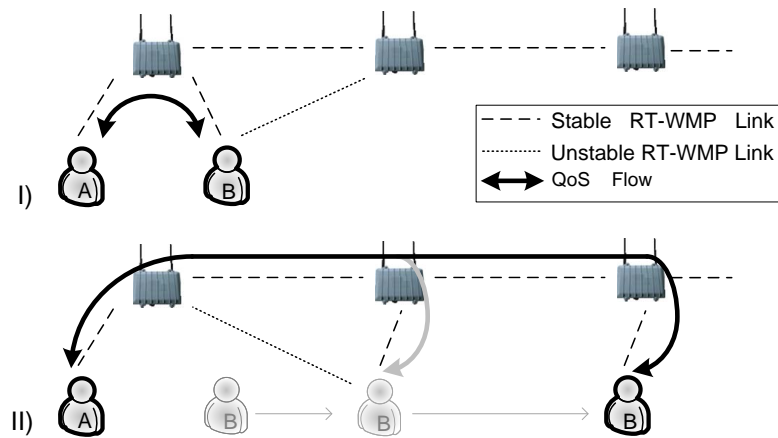 Stable RT-WMP Link
Unstable RT-WMP Link
QoS Flow
A
B
I)
A
B
B
B
II)